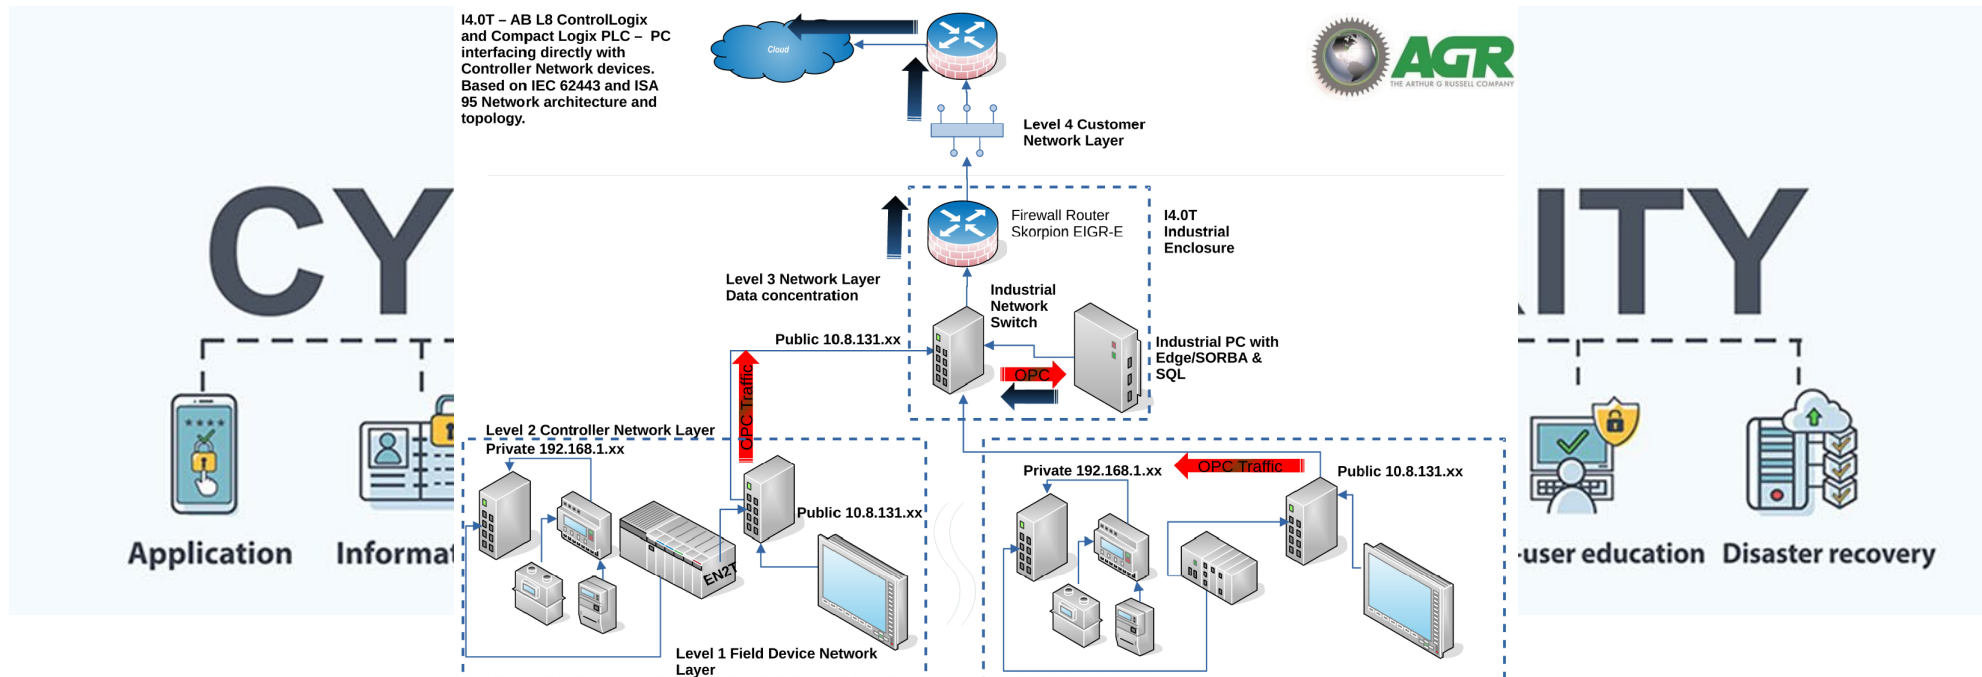 I4.0T – AB L8 ControlLogix
and Compact Logix PLC – PC
interfacing directly with
Controller Network devices.
Based on IEC 62443 and ISA
95 Network architecture and
topology.
Cloud
AGR
THE ARTHUR G RUSSELL COMPANY
Level 4 Customer
Network Layer
CY
ITY
Firewall Router
Skorpion EIGR-E
I4.0T
Industrial
Enclosure
Level 3 Network Layer
Data concentration
Industrial
Network
Switch
Public 10.8.131.xx
Industrial PC with
Edge/SORBA &
SQL
OPC
OPC Traffic
Level 2 Controller Network Layer
Private 192.168.1.xx
Public 10.8.131.xx
EN2T
Level 1 Field Device Network
Layer
Private 192.168.1.xx
OPC Traffic
Public 10.8.131.xx
Application
Informat
-user education
Disaster recovery